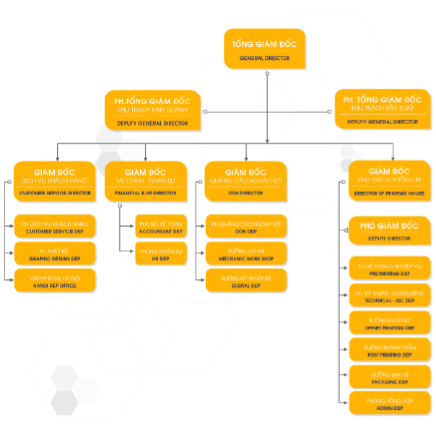 TỔNG GIÁM ĐỐC
GENERAL DIRECTOR
PH.TỔNG GIÁM ĐỐC
PHỤ TRÁCH KINH DOANH
DEPUTY GENERAL DIRECTOR
PH. TỔNG GIÁM ĐỐC
PHỤ TRÁCH SẢN XUẤT
DEPUTY GENERAL DIRECTOR
GIÁM ĐỐC
DỊCH VỤ KHÁCH HÀNG
CUSTOMER SERVICE DIRECTOR
GIÁM ĐỐC
TÀI CHÍNH - NHÂN SỰ
FINANCIAL & HR DIRECTOR
GIÁM ĐỐC
QUẢNG CÁO NGOÀI TRỜI
OOH DIRECTOR
GIÁM ĐỐC
PHỤ TRÁCH XƯỞNG IN
DIRECTOR OF PRINTING HOUSE
PH.DỊCH VỤ KHÁCH HÀNG
CUSTOMER SERVICE DEP
PH.THIẾT KẾ
GRAPHIC DESIGN DEP
VĂN PHÒNG HÀ NỘI
HANOI REP OFFICE
PHÒNG KẾ TOÁN
ACCOUNTANT DEP
PHÒNG NHÂN SỰ
HR DEP
PH.QUẢNG CÁO NGOÀI TRỜI
OOH DEP
XƯỞNG CƠ KHÍ
MECHANIC WORKSHOP
XƯỞNG KỸ THUẬT SỐ
DIGITAL DEP
PHÓ GIÁM ĐỐC
DEPUTY DIRECTOR
PH. KẾ HOẠCH NGHIỆP VỤ
PREPRINTING DEP
PH. KỸ THUẬT - CHẤT LƯỢNG
TECHNICAL - DEP
XƯỞNG IN OFFSET
OFFSET PRINTING DEP
XƯỞNG THÀNH PHẨM
POST PRINTING DEP
XƯỞNG BAO BÌ
PACKAGING DEP
PHÒNG TỔNG HỢP
ADMIN DEP